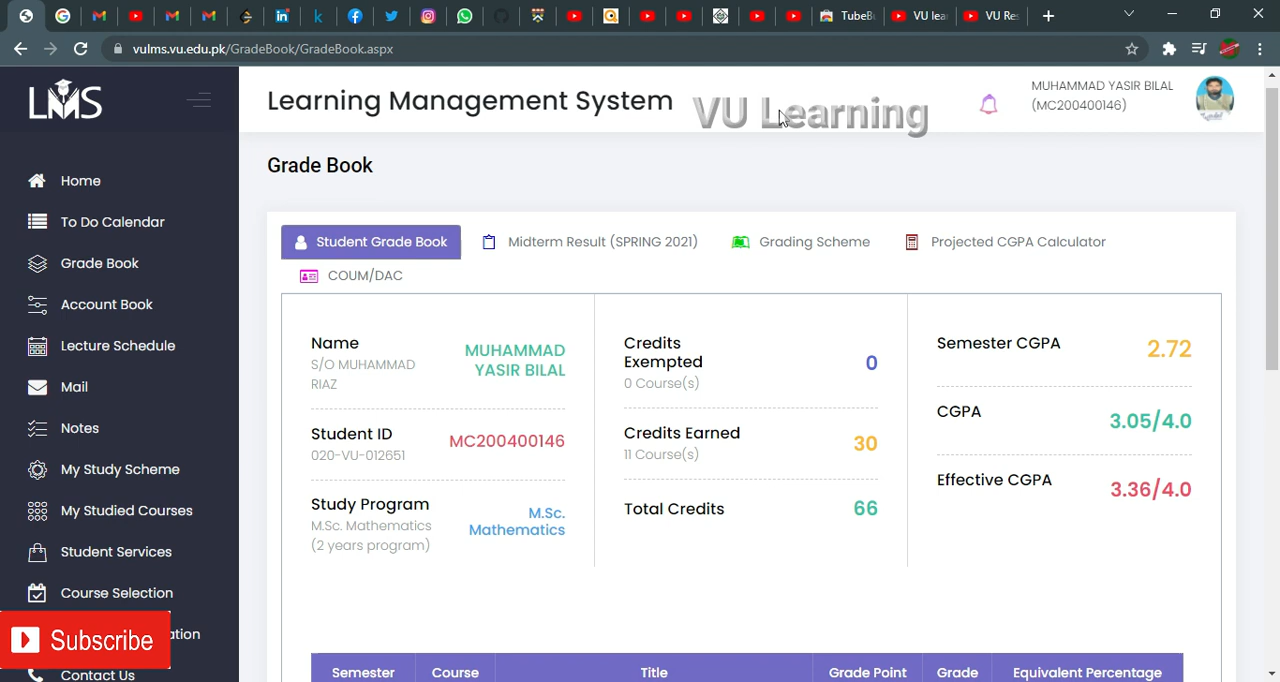 VU lea
VU Res
TubeB
vulms.vu.edu.pk/GradeBook/GradeBook.aspx
LMS
Learning Management System
VU Learning
MUHAMMAD YASIR BILAL
(MC200400146)
Home
To Do Calendar
Grade Book
Account Book
Lecture Schedule
Mail
Notes
My Study Scheme
My Studied Courses
Student Services
Course Selection
ation
Contact Us
Subscribe
Grade Book
Student Grade Book
Midterm Result (SPRING 2021)
Grading Scheme
Projected CGPA Calculator
COUM/DAC
Name
S/O MUHAMMAD
RIAZ
MUHAMMAD
YASIR BILAL
Student ID
020-VU-012651
MC200400146
Study Program
M.Sc. Mathematics
(2 years program)
M.Sc.
Mathematics
Credits
Exempted
0 Course(s)
0
Credits Earned
11 Course(s)
30
Total Credits
66
Semester CGPA
2.72
CGPA
3.05/4.0
Effective CGPA
3.36/4.0
Semester Course Title Grade Point Grade Equivalent Percentage